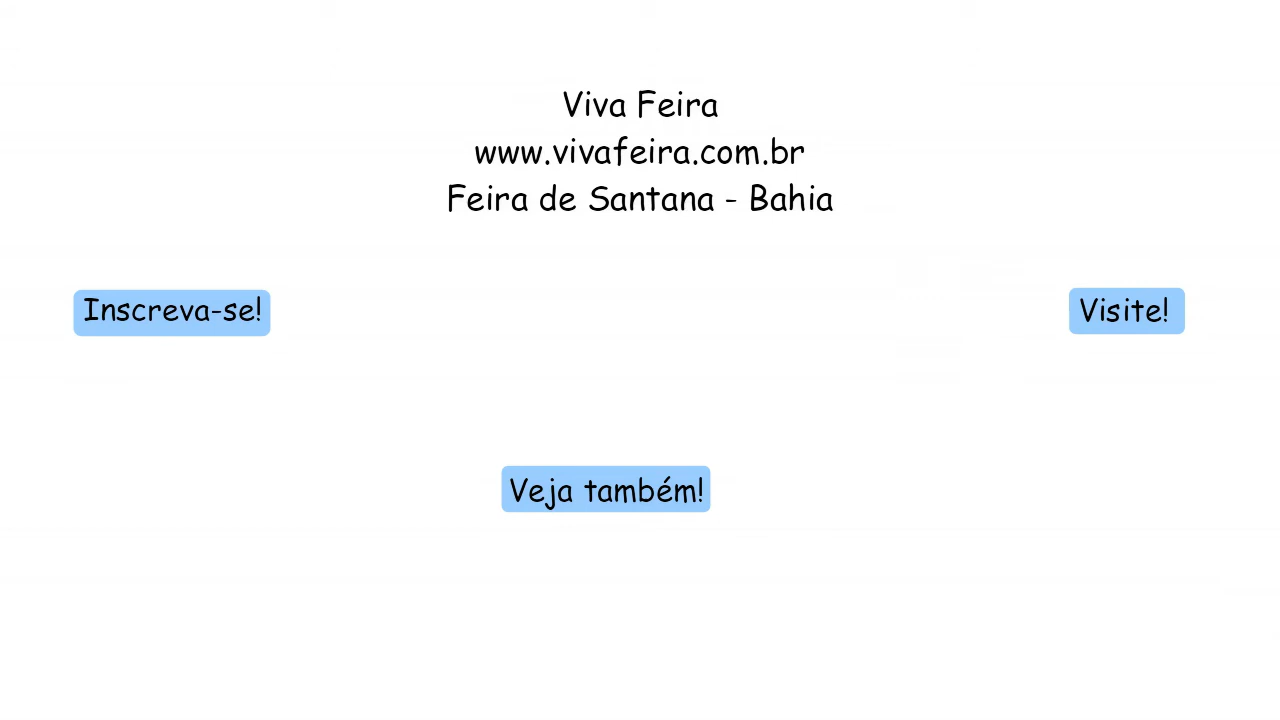 Viva Feira
www.vivafeira.com.br
Feira de Santana - Bahia
Inscreva-se!
Visite!
Veja também!